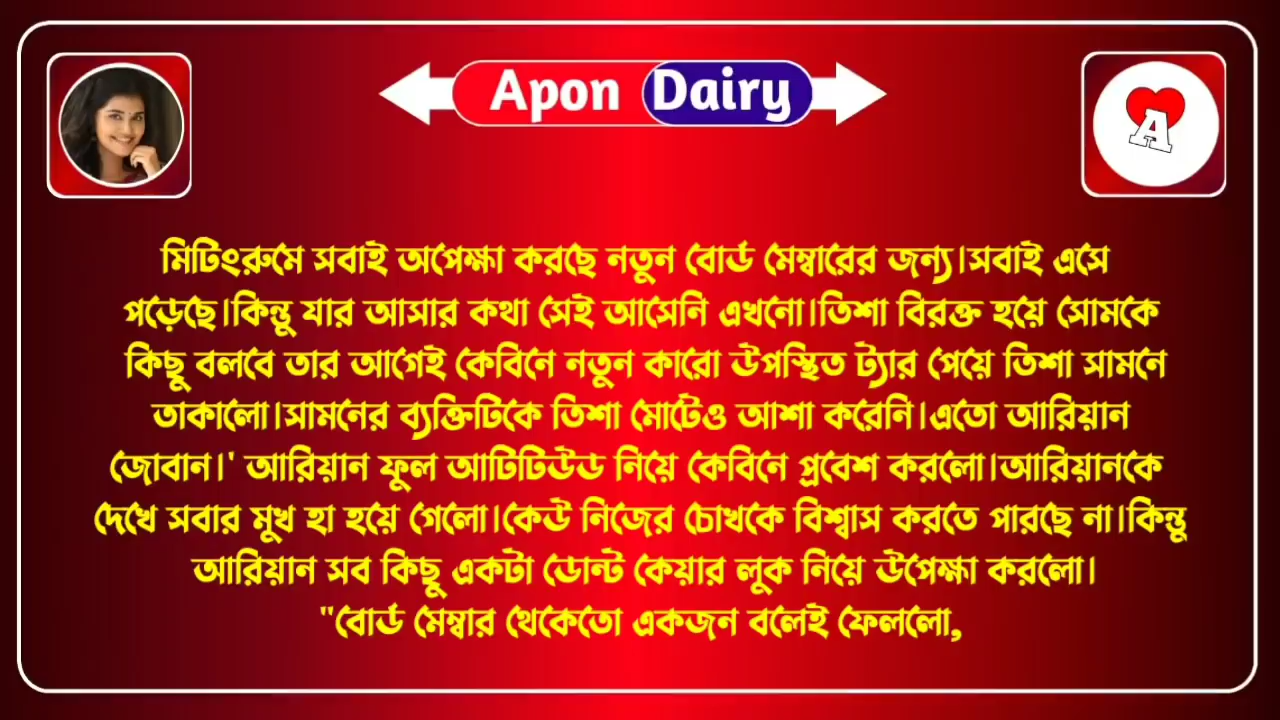 Apon Dairy
A
মিটিংরুমে সবাই অপেক্ষা করছে নতুন বোর্ড মেম্বারের জন্য।সবাই এসে
পড়েছে।কিন্তু যার আসার কথা সেই আসেনি এখনো।তিশা বিরক্ত হয়ে সোমকে
কিছু বলবে তার আগেই কেবিনে নতুন কারো উপস্থিত ট্যার পেয়ে তিশা সামনে
তাকালো।সামনের ব্যক্তিটিকে তিশা মোটেও আশা করেনি।এতো আরিয়ান
জোবান।' আরিয়ান ফুল আটিটিউড নিয়ে কেবিনে প্রবেশ করলো।আরিয়ানকে
দেখে সবার মুখ হা হয়ে গেলো।কেউ নিজের চোখকে বিশ্বাস করতে পারছে না।কিন্তু
আরিয়ান সব কিছু একটা ডোন্ট কেয়ার লুক নিয়ে উপেক্ষা করলো।
"বোর্ড মেম্বার থেকেতো একজন বলেই ফেললো,